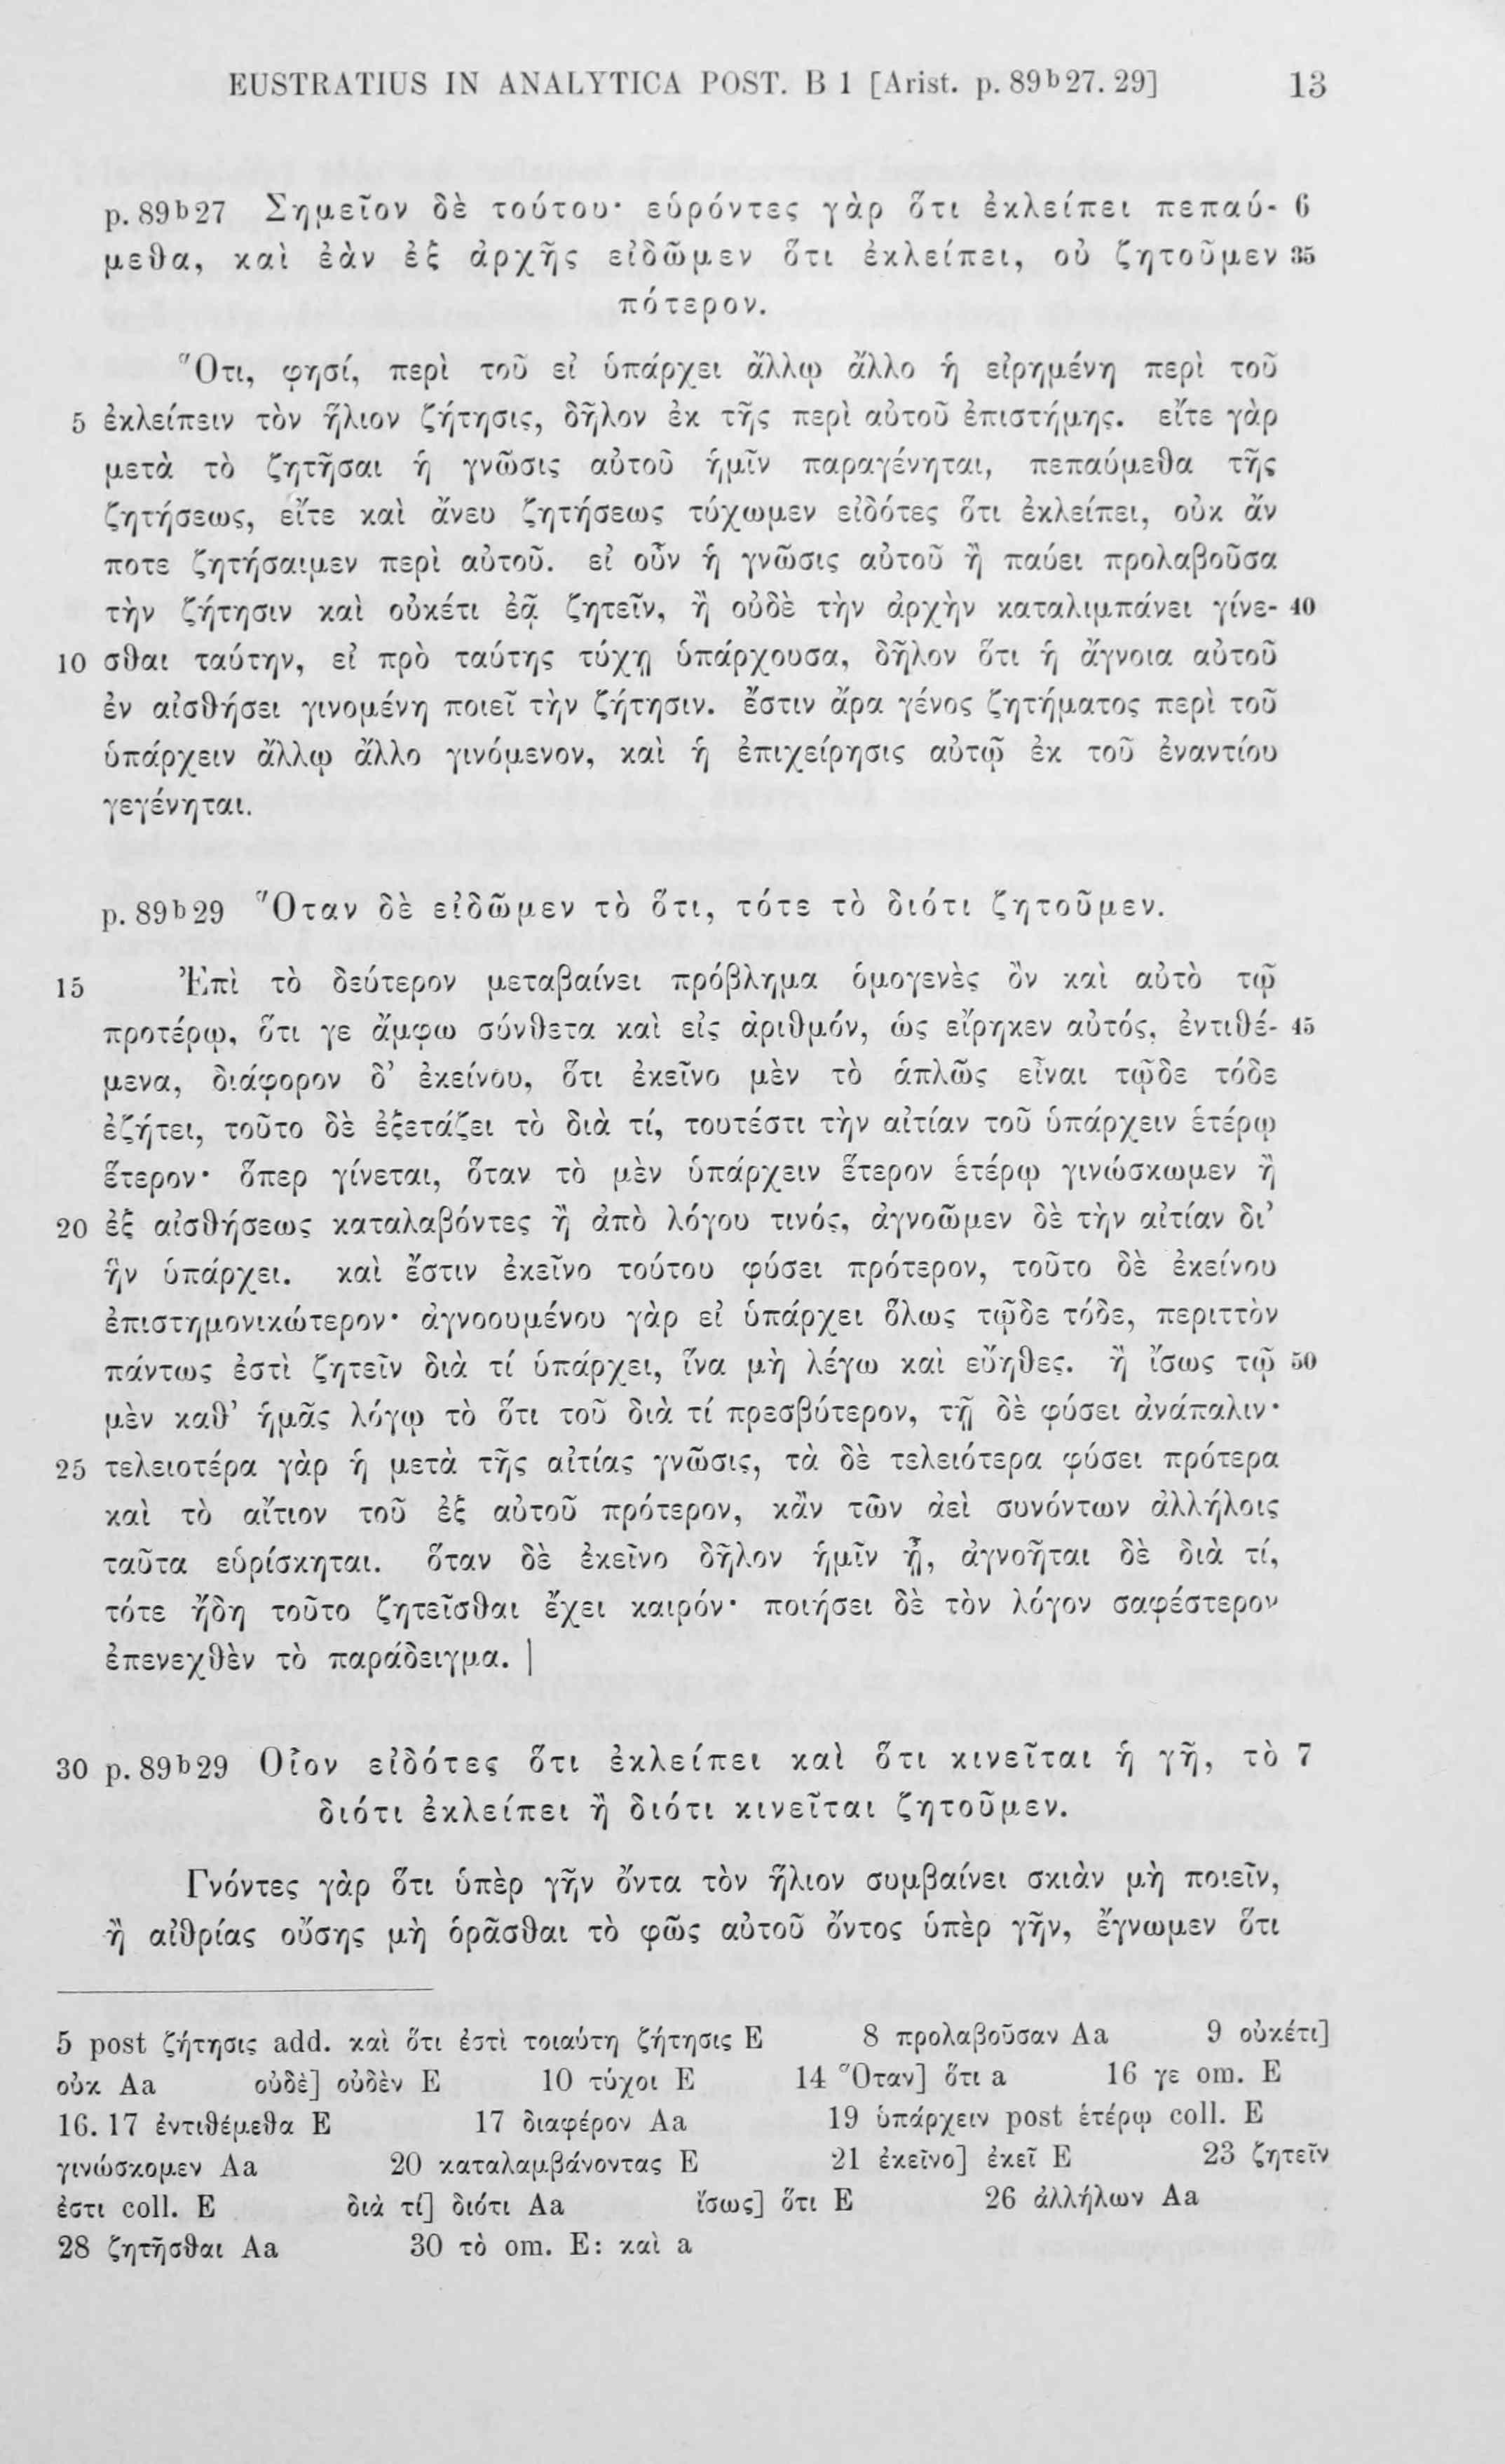 EUSTRATIUS IN ANALYTICA POST. B 1 [Arist. p. 89b27. 29] 13
p. 89b27 Σημεῖον δὲ τούτου· εὑρόντες γὰρ ὅτι ἐκλείπει πεπαύ- 6
μεθα, καὶ ἐὰν ἐξ ἀρχῆς εἰδῶμεν ὅτι ἐκλείπει, οὐ ζητοῦμεν 35
πότερον.
Ὅτι, φησί, περὶ τοῦ εἰ ὑπάρχει ἄλλῳ ἄλλο ἡ εἰρημένη περὶ τοῦ
5 ἐκλείπειν τὸν ἥλιον ζήτησις, δῆλον ἐκ τῆς περὶ αὐτοῦ ἐπιστήμης. εἴτε γὰρ
μετὰ τὸ ζητῆσαι ἡ γνῶσις αὐτοῦ ἡμῖν παραγένηται, πεπαύμεθα τῆς
ζητήσεως, εἴτε καὶ ἄνευ ζητήσεως τύχωμεν εἰδότες ὅτι ἐκλείπει, οὐκ ἄν
ποτε ζητήσαιμεν περὶ αὐτοῦ. εἰ οὖν ἡ γνῶσις αὐτοῦ ἢ παύει προλαβοῦσα
τὴν ζήτησιν καὶ οὐκέτι ἐᾷ ζητεῖν, ἢ οὐδὲ τὴν ἀρχὴν καταλιμπάνει γίνε- 40
10 σθαι ταύτην, εἰ πρὸ ταύτης τύχῃ ὑπάρχουσα, δῆλον ὅτι ἡ ἄγνοια αὐτοῦ
ἐν αἰσθήσει γινομένη ποιεῖ τὴν ζήτησιν. ἔστιν ἄρα γένος ζητήματος περὶ τοῦ
ὑπάρχειν ἄλλῳ ἄλλο γινόμενον, καὶ ἡ ἐπιχείρησις αὐτῷ ἐκ τοῦ ἐναντίου
γεγένηται.
p. 89b29 Ὅταν δὲ εἰδῶμεν τὸ ὅτι, τότε τὸ διότι ζητοῦμεν.
15 Ἐπὶ τὸ δεύτερον μεταβαίνει πρόβλημα ὁμογενὲς ὂν καὶ αὐτὸ τῷ
προτέρῳ, ὅτι γε ἄμφω σύνθετα καὶ εἰς ἀριθμόν, ὡς εἴρηκεν αὐτός, ἐντιθέ- 45
μενα, διάφορον δ’ ἐκείνου, ὅτι ἐκεῖνο μὲν τὸ ἁπλῶς εἶναι τῷδε τόδε
ἐζήτει, τοῦτο δὲ ἐξετάζει τὸ διὰ τί, τουτέστι τὴν αἰτίαν τοῦ ὑπάρχειν ἑτέρῳ
ἕτερον· ὅπερ γίνεται, ὅταν τὸ μὲν ὑπάρχειν ἕτερον ἑτέρῳ γινώσκωμεν ἢ
20 ἐξ αἰσθήσεως καταλαβόντες ἢ ἀπὸ λόγου τινός, ἀγνοῶμεν δὲ τὴν αἰτίαν δι’
ἣν ὑπάρχει. καὶ ἔστιν ἐκεῖνο τούτου φύσει πρότερον, τοῦτο δὲ ἐκείνου
ἐπιστημονικώτερον· ἀγνοουμένου γὰρ εἰ ὑπάρχει ὅλως τῷδε τόδε, περιττὸν
πάντως ἐστὶ ζητεῖν διὰ τί ὑπάρχει, ἵνα μὴ λέγω καὶ εὔηθες. ἢ ἴσως τῷ 50
μὲν καθ’ ἡμᾶς λόγῳ τὸ ὅτι τοῦ διὰ τί πρεσβύτερον, τῇ δὲ φύσει ἀνάπαλιν·
25 τελειοτέρα γὰρ ἡ μετὰ τῆς αἰτίας γνῶσις, τὰ δὲ τελειότερα φύσει πρότερα
καὶ τὸ αἴτιον τοῦ ἐξ αὐτοῦ πρότερον, κἂν τῶν ἀεὶ συνόντων ἀλλήλοις
ταῦτα εὑρίσκηται. ὅταν δὲ ἐκεῖνο δῆλον ἡμῖν ᾖ, ἀγνοῆται δὲ διὰ τί,
τότε ἤδη τοῦτο ζητεῖσθαι ἔχει καιρόν· ποιήσει δὲ τὸν λόγον σαφέστερον
ἐπενεχθὲν τὸ παράδειγμα. |
30 p. 89b29 Οἷον εἰδότες ὅτι ἐκλείπει καὶ ὅτι κινεῖται ἡ γῆ, τὸ 7
διότι ἐκλείπει ἢ διότι κινεῖται ζητοῦμεν.
Γνόντες γὰρ ὅτι ὑπὲρ γῆν ὄντα τὸν ἥλιον συμβαίνει σκιὰν μὴ ποιεῖν,
ἢ αἰθρίας οὔσης μὴ ὁρᾶσθαι τὸ φῶς αὐτοῦ ὄντος ὑπὲρ γῆν, ἔγνωμεν ὅτι
5 post ζήτησις add. καὶ ὅτι ἐστὶ τοιαύτη ζήτησις E 8 προλαβοῦσαν Aa 9 οὐκέτι]
οὐκ Aa οὐδὲ] οὐδὲν E 10 τύχοι E 14 Ὅταν] ὅτι a 16 γε om. E
16. 17 ἐντιθέμεθα E 17 διαφέρον Aa 19 ὑπάρχειν post ἑτέρῳ coll. E
γινώσκομεν Aa 20 καταλαμβάνοντας E 21 ἐκεῖνο] ἐκεῖ E 23 ζητεῖν
ἐστι coll. E διὰ τί] διότι Aa ἴσως] ὅτι E 26 ἀλλήλων Aa
28 ζητῆσθαι Aa 30 τὸ om. E: καὶ a